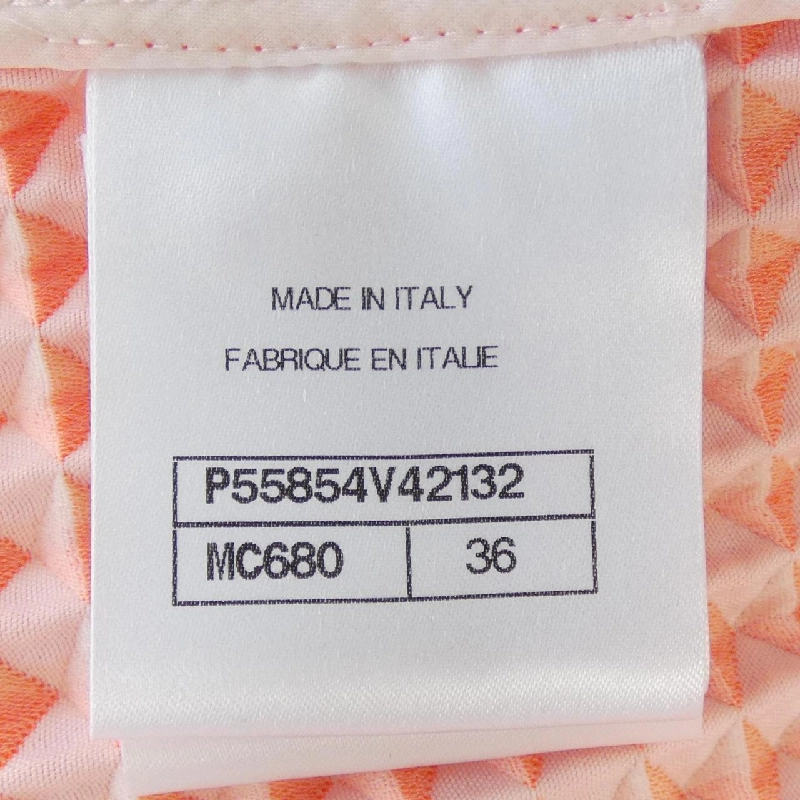 MADE IN ITALY
FABRIQUE EN ITALIE
P55854V42132
MC680 36